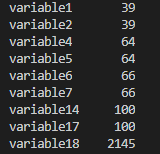 variable1 39
variable2 39
variable4 64
variable5 64
variable6 66
variable7 66
variable14 100
variable17 100
variable18 2145